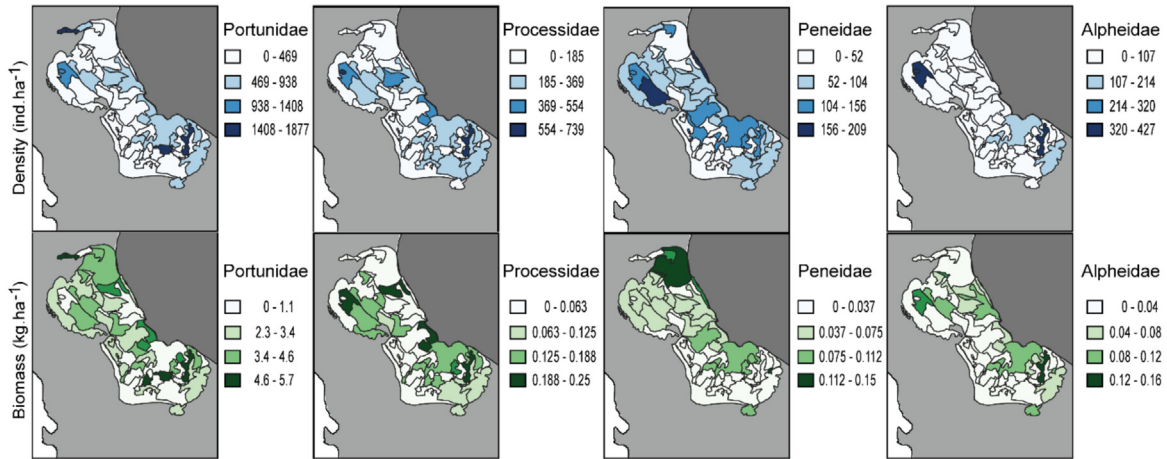 Density (ind.ha⁻¹)
Portunidae
0 - 469
469 - 938
938 - 1408
1408 - 1877
Processidae
0 - 185
185 - 369
369 - 554
554 - 739
Peneidae
0 - 52
52 - 104
104 - 156
156 - 209
Alpheidae
0 - 107
107 - 214
214 - 320
320 - 427
Biomass (kg.ha⁻¹)
Portunidae
0 - 1.1
2.3 - 3.4
3.4 - 4.6
4.6 - 5.7
Processidae
0 - 0.063
0.063 - 0.125
0.125 - 0.188
0.188 - 0.25
Peneidae
0 - 0.037
0.037 - 0.075
0.075 - 0.112
0.112 - 0.15
Alpheidae
0 - 0.04
0.04 - 0.08
0.08 - 0.12
0.12 - 0.16